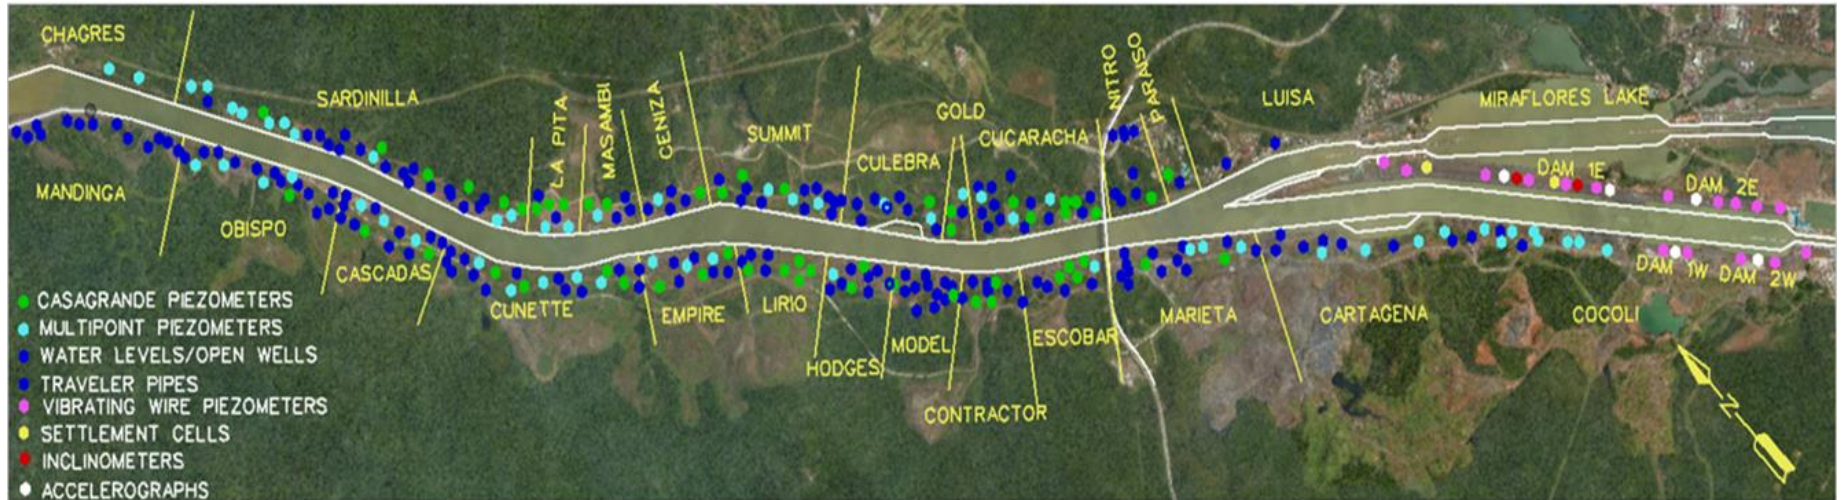 CHAGRES
SARDINILLA
LA PITA
MASAMBI
CENIZA
SUMMIT
CULEBRA
GOLD
CUCARACHA
NITRO
PARAISO
LUISA
MIRAFLORES LAKE
DAM 1E
DAM 2E
MANDINGA
OBISPO
CASCADAS
CUNETTE
EMPIRE
LIRIO
HODGES
MODEL
CONTRACTOR
ESCOBAR
MARIETA
CARTAGENA
COCOLI
DAM 1W
DAM 2W
N
CASAGRANDE PIEZOMETERS
MULTIPOINT PIEZOMETERS
WATER LEVELS/OPEN WELLS
TRAVELER PIPES
VIBRATING WIRE PIEZOMETERS
SETTLEMENT CELLS
INCLINOMETERS
ACCELEROGRAPHS